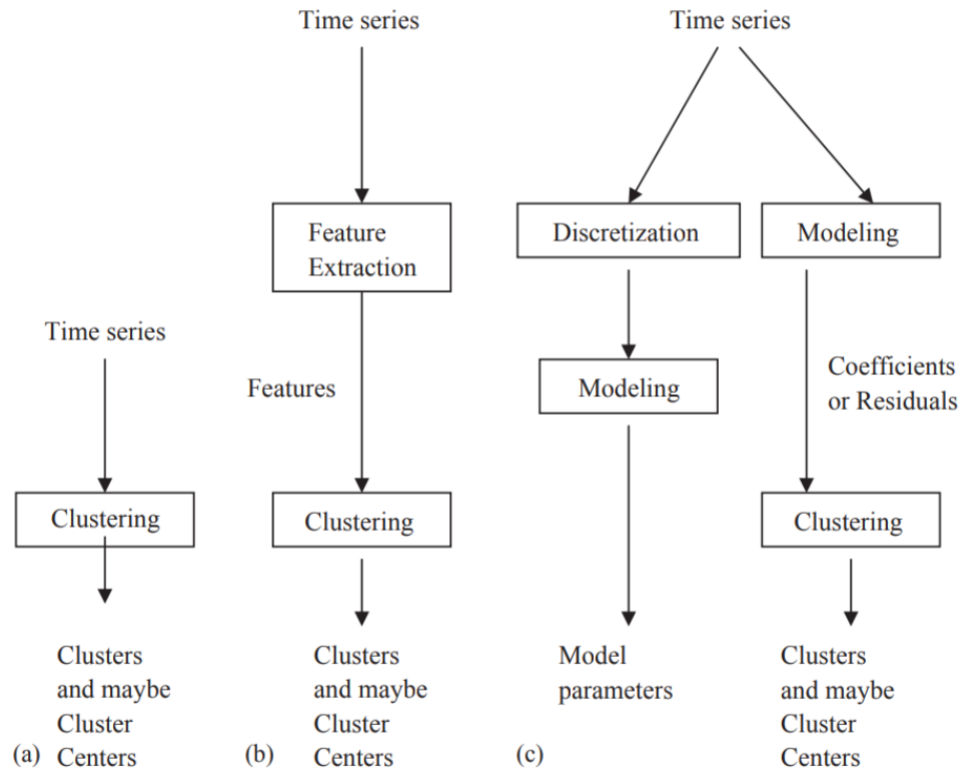 Time series
Time series
Feature
Extraction
Discretization
Modeling
Time series
Features
Modeling
Coefficients
or Residuals
Clustering
Clustering
Clustering
Clusters
and maybe
Cluster
(a) Centers
Clusters
and maybe
Cluster
(b) Centers
Model
parameters
(c)
Clusters
and maybe
Cluster
Centers